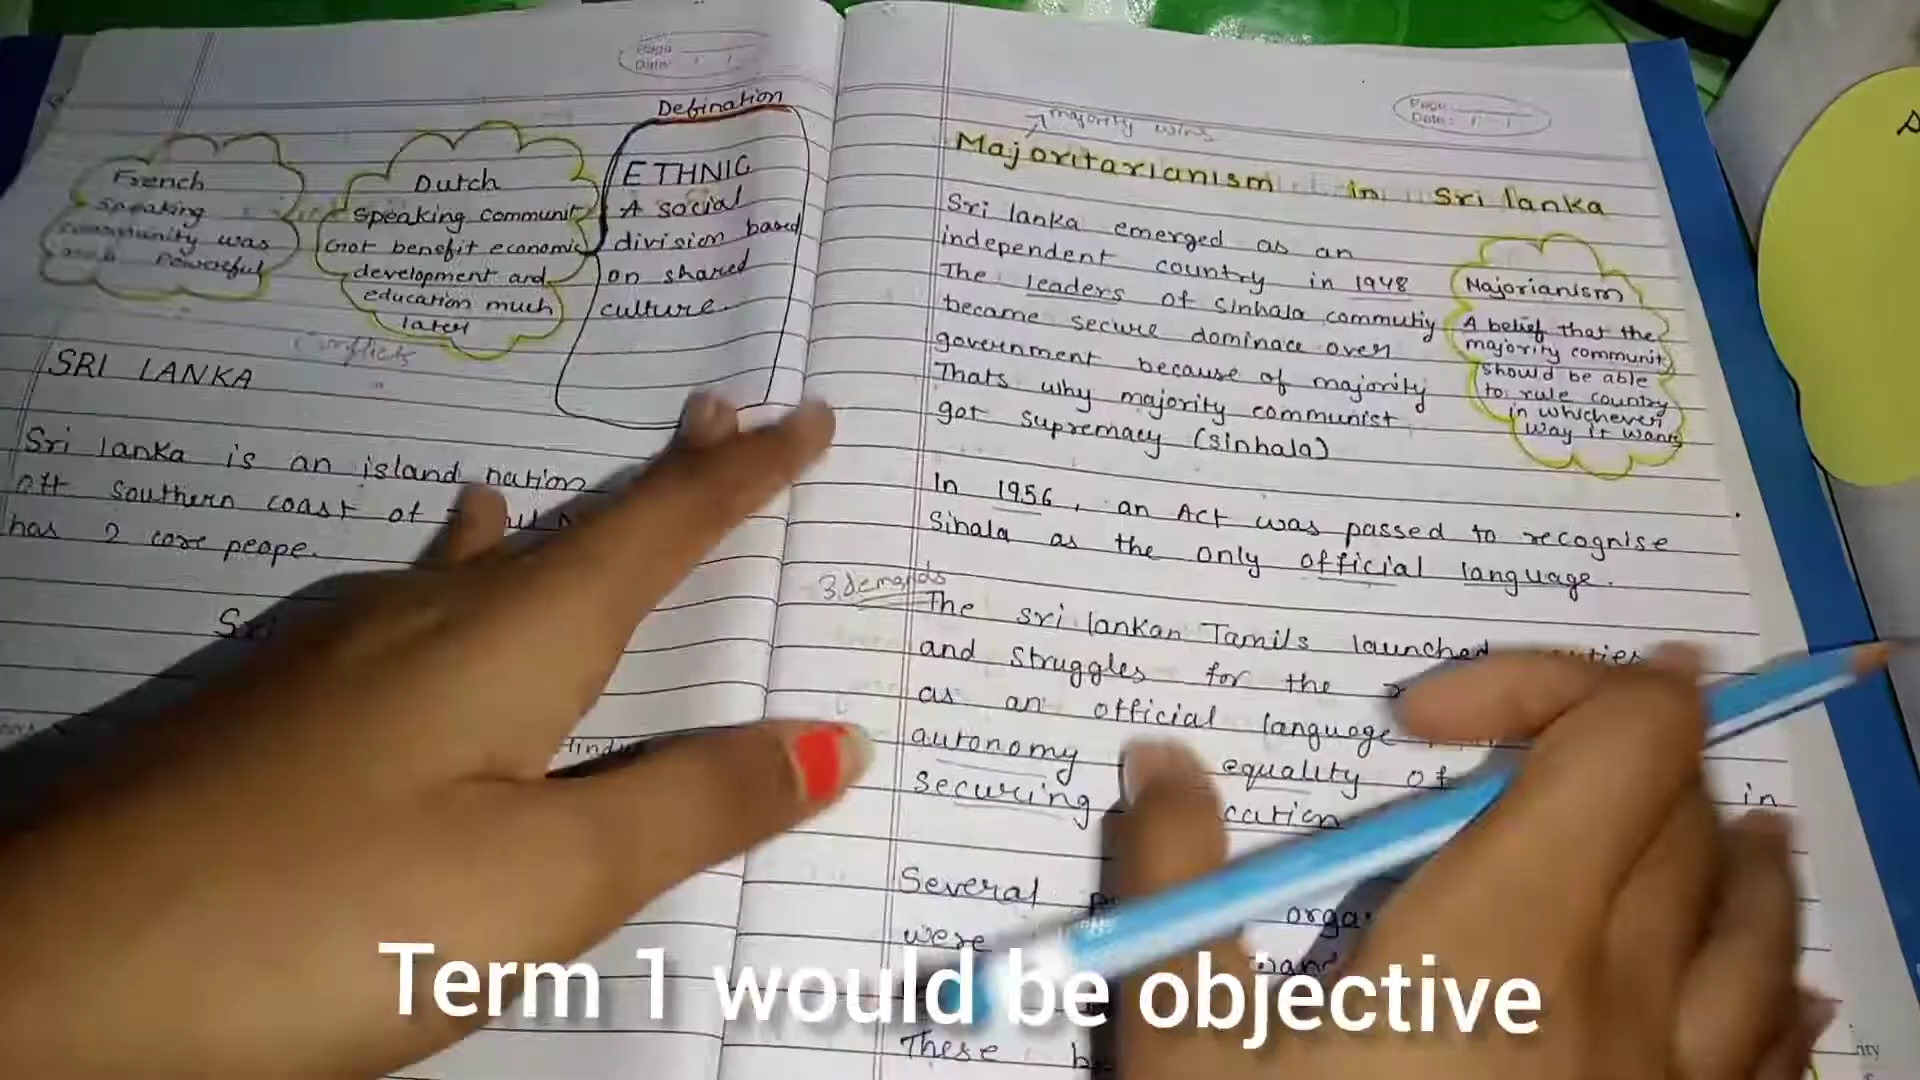 Page
Date:
Defination
French
speaking
community was
powerful
Dutch
speaking communit
Got benefit economic
development and
education much
later
ETHNIC
A social
division based
on shared
culture.
conflicts
SRI LANKA
Sri lanka is an island nation
off southern coast of
has 2 core peope.
Hindu
Page
Date:
majority wins
Majoritarianism in Sri lanka
Sri lanka emerged as an
independent country in 1948
The leaders of Sinhala commutiy
became secure dominace over
government because of majority
Thats why majority communist
got supremacy (sinhala)
Majorianism
A belief that the
majority community
should be able
to rule country
in whichever
way it wants
In 1956, an Act was passed to recognise
Sinala as the only official language.
3 demands
The sri lankan Tamils launched
and struggles for the
as an official language
autonomy equality of in
securing
Several
were
These
Term 1 would be objective